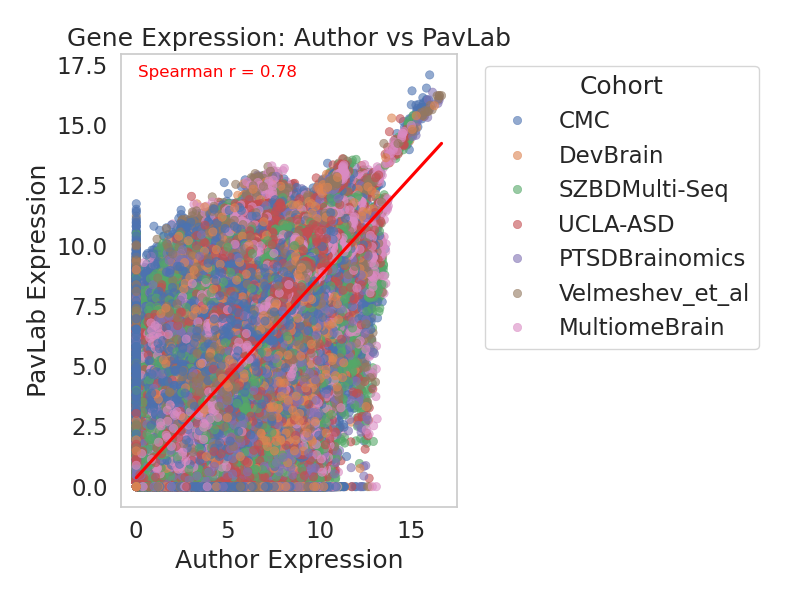 Gene Expression: Author vs PavLab
Spearman r = 0.78
PavLab Expression
17.5
15.0
12.5
10.0
7.5
5.0
2.5
0.0
0
5
10
15
Author Expression
Cohort
CMC
DevBrain
SZBDMulti-Seq
UCLA-ASD
PTSDBrainomics
Velmeshev_et_al
MultiomeBrain